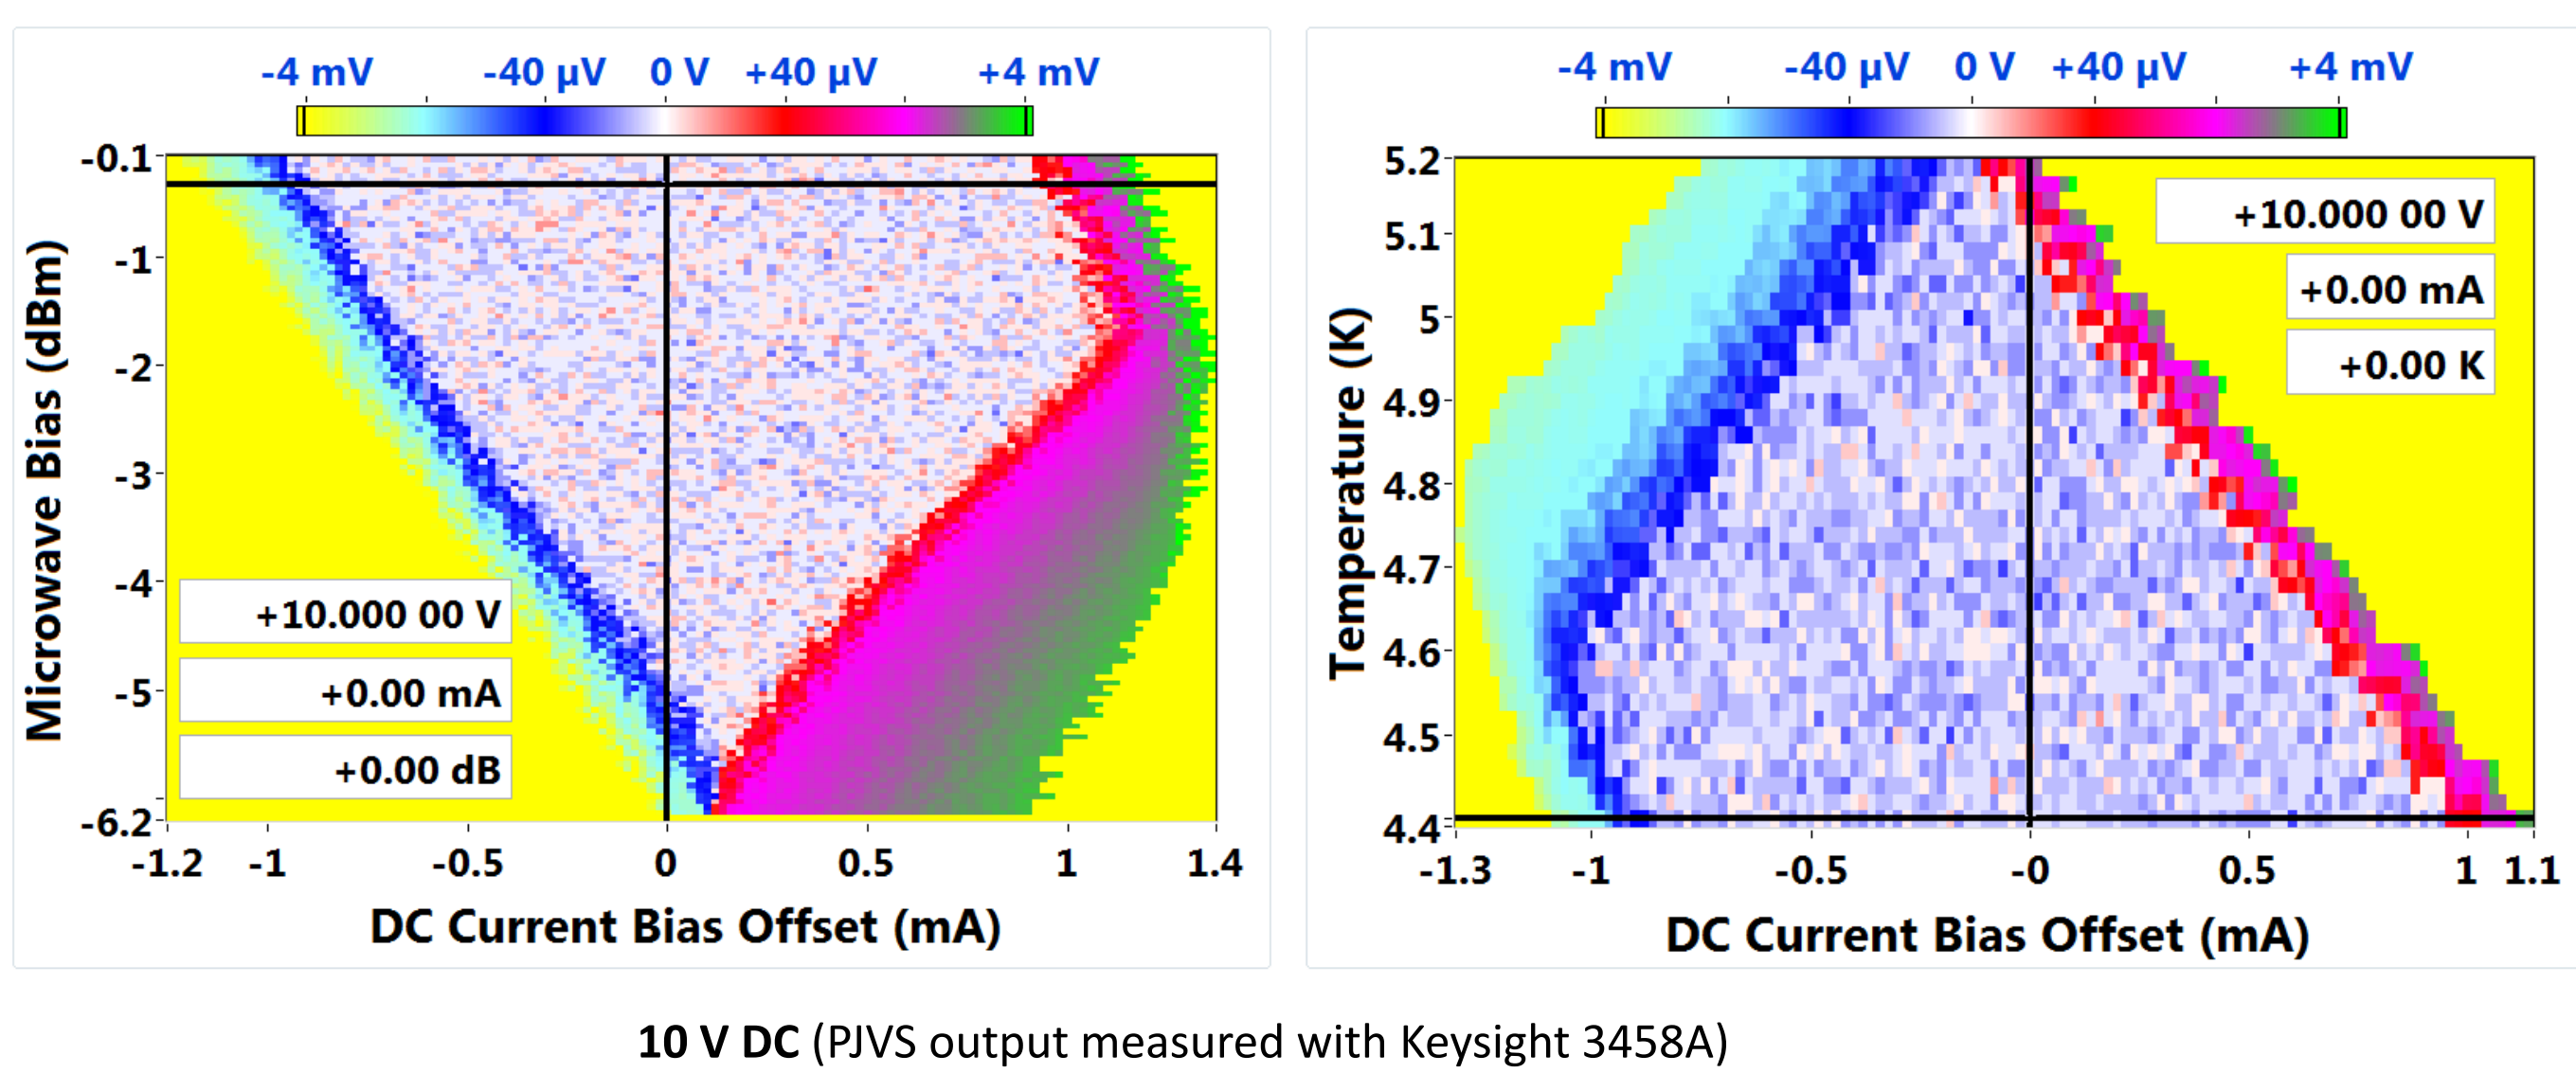 -4 mV -40 µV 0 V +40 µV +4 mV
Microwave Bias (dBm)
-0.1
-1
-2
-3
-4
-5
-6.2
+10.000 00 V
+0.00 mA
+0.00 dB
-1.2 -1 -0.5 0 0.5 1 1.4
DC Current Bias Offset (mA)
-4 mV -40 µV 0 V +40 µV +4 mV
Temperature (K)
5.2
5.1
5
4.9
4.8
4.7
4.6
4.5
4.4
+10.000 00 V
+0.00 mA
+0.00 K
-1.3 -1 -0.5 -0 0.5 1 1.1
DC Current Bias Offset (mA)
10 V DC (PJVS output measured with Keysight 3458A)